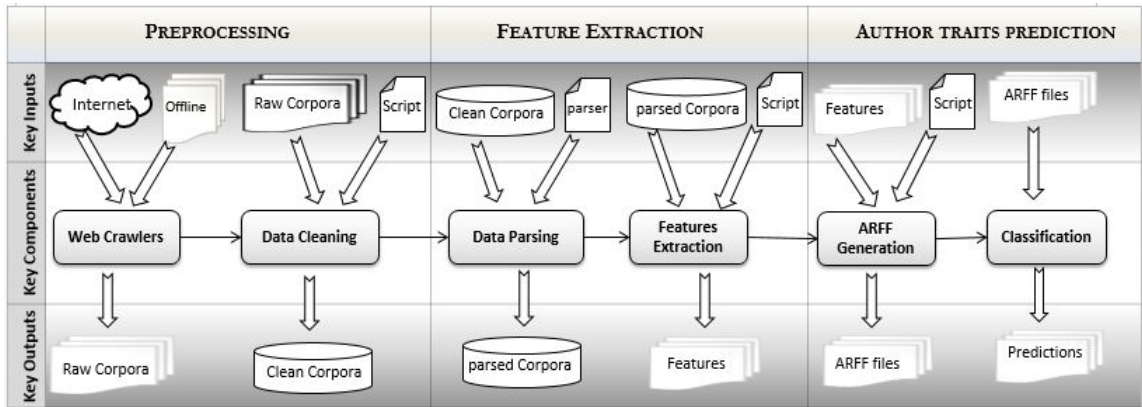 PREPROCESSING
FEATURE EXTRACTION
AUTHOR TRAITS PREDICTION
Key Inputs
Internet
Offline
Raw Corpora
Script
Clean Corpora
parser
parsed Corpora
Script
Features
Script
ARFF files
Key Components
Web Crawlers
Data Cleaning
Data Parsing
Features
Extraction
ARFF
Generation
Classification
Key Outputs
Raw Corpora
Clean Corpora
parsed Corpora
Features
ARFF files
Predictions